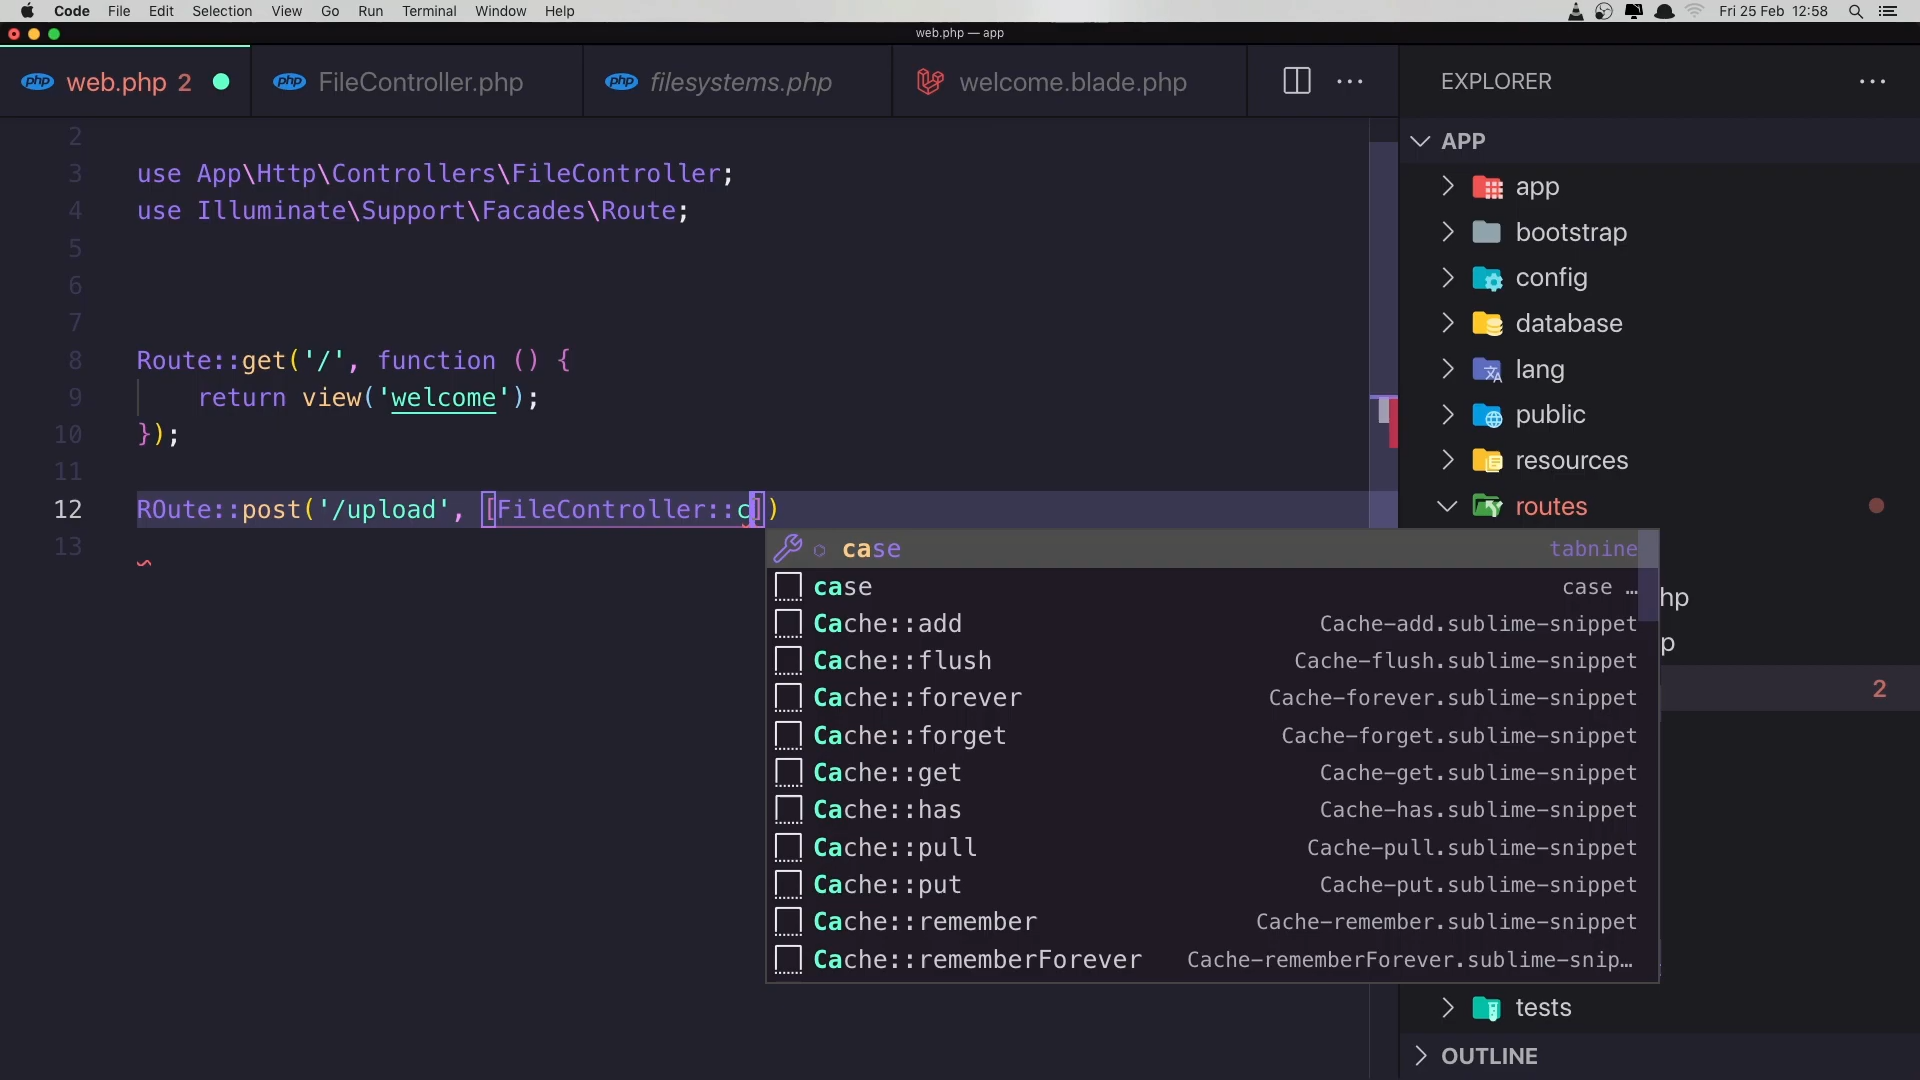 Code File Edit Selection View Go Run Terminal Window Help Fri 25 Feb 12:58
web.php — app
php web.php 2 php FileController.php php filesystems.php welcome.blade.php ··· EXPLORER ···
APP
2
3 use App\Http\Controllers\FileController;
4 use Illuminate\Support\Facades\Route;
5
6
7
8 Route::get('/', function () {
9 return view('welcome');
10 });
11
12 ROute::post('/upload', [FileController::c])
13
case tabnine
case case …
Cache::add Cache-add.sublime-snippet
Cache::flush Cache-flush.sublime-snippet
Cache::forever Cache-forever.sublime-snippet
Cache::forget Cache-forget.sublime-snippet
Cache::get Cache-get.sublime-snippet
Cache::has Cache-has.sublime-snippet
Cache::pull Cache-pull.sublime-snippet
Cache::put Cache-put.sublime-snippet
Cache::remember Cache-remember.sublime-snippet
Cache::rememberForever Cache-rememberForever.sublime-snip…
app
bootstrap
config
database
lang
public
resources
routes
hp
p
2
tests
OUTLINE